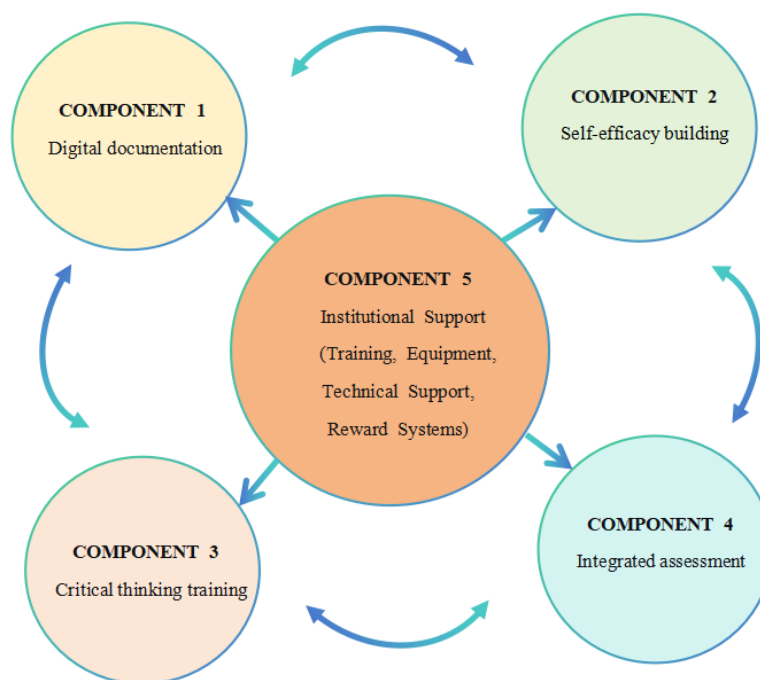 COMPONENT 1
Digital documentation
COMPONENT 2
Self-efficacy building
COMPONENT 5
Institutional Support
(Training, Equipment,
Technical Support,
Reward Systems)
COMPONENT 3
Critical thinking training
COMPONENT 4
Integrated assessment